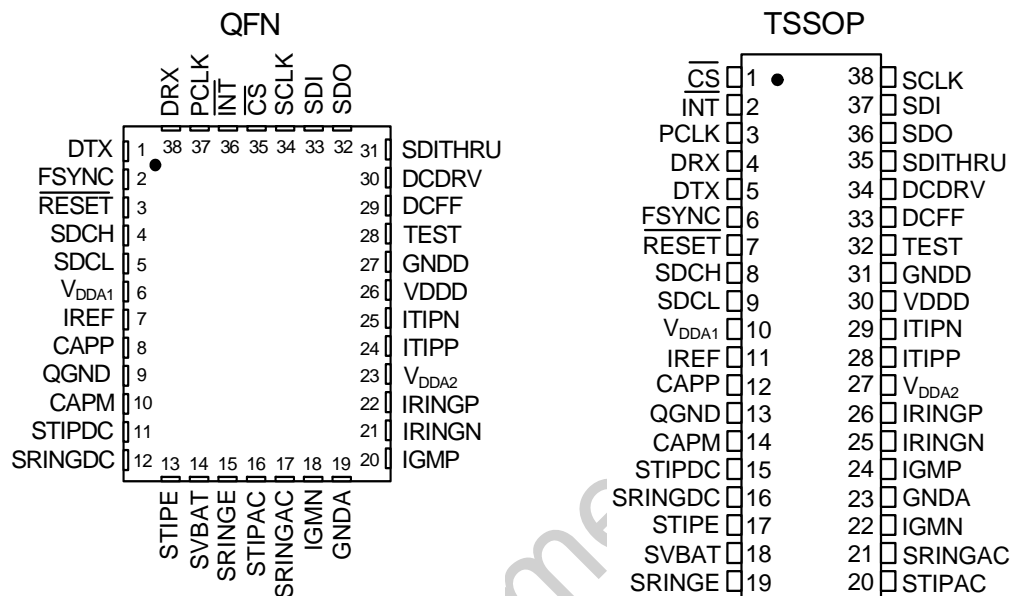 QFN
DRX PCLK INT CS SCLK SDI SDO
38 37 36 35 34 33 32
DTX 1 31 SDITHRU
FSYNC 2 30 DCDRV
RESET 3 29 DCFF
SDCH 4 28 TEST
SDCL 5 27 GNDD
VDDA1 6 26 VDDD
IREF 7 25 ITIPN
CAPP 8 24 ITIPP
QGND 9 23 VDDA2
CAPM 10 22 IRINGP
STIPDC 11 21 IRINGN
SRINGDC 12 20 IGMP
13 14 15 16 17 18 19
STIPE SVBAT SRINGE STIPAC SRINGAC IGMN GNDA
TSSOP
CS 1 38 SCLK
INT 2 37 SDI
PCLK 3 36 SDO
DRX 4 35 SDITHRU
DTX 5 34 DCDRV
FSYNC 6 33 DCFF
RESET 7 32 TEST
SDCH 8 31 GNDD
SDCL 9 30 VDDD
VDDA1 10 29 ITIPN
IREF 11 28 ITIPP
CAPP 12 27 VDDA2
QGND 13 26 IRINGP
CAPM 14 25 IRINGN
STIPDC 15 24 IGMP
SRINGDC 16 23 GNDA
STIPE 17 22 IGMN
SVBAT 18 21 SRINGAC
SRINGE 19 20 STIPAC